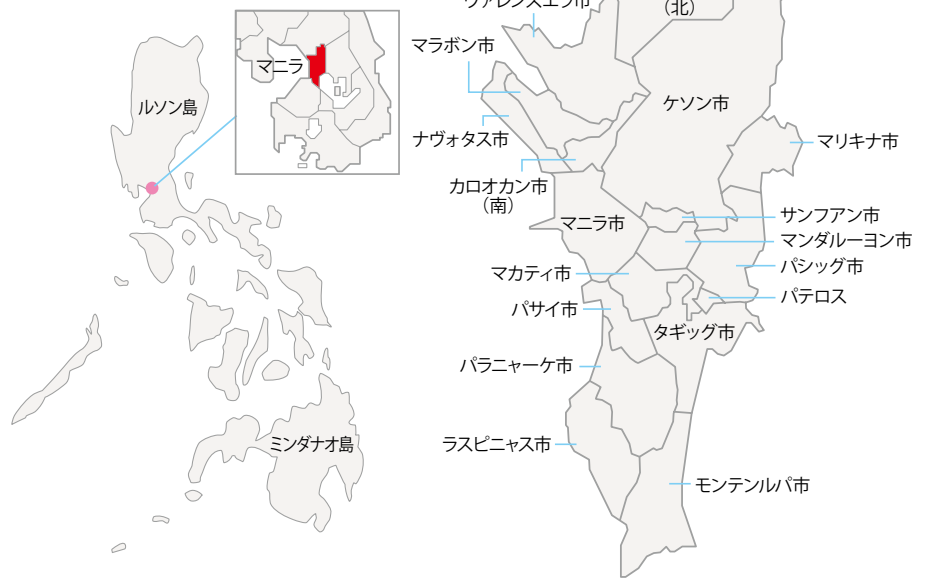 ヴァレンズエラ市
（北）
マラボン市
マニラ
ケソン市
ルソン島
ナヴォタス市
マリキナ市
カロオカン市
（南）
サンフアン市
マニラ市
マンダルーヨン市
パシッグ市
マカティ市
パテロス
パサイ市
タギッグ市
パラニャーケ市
ミンダナオ島
ラスピニャス市
モンテンルパ市